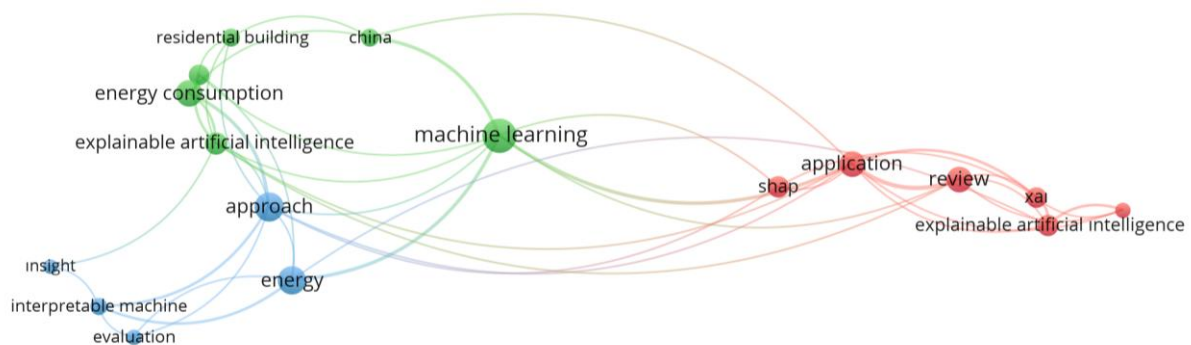 residential building
china
energy consumption
explainable artificial intelligence
machine learning
application
shap
review
xai
explainable artificial intelligence
approach
insight
energy
interpretable machine
evaluation